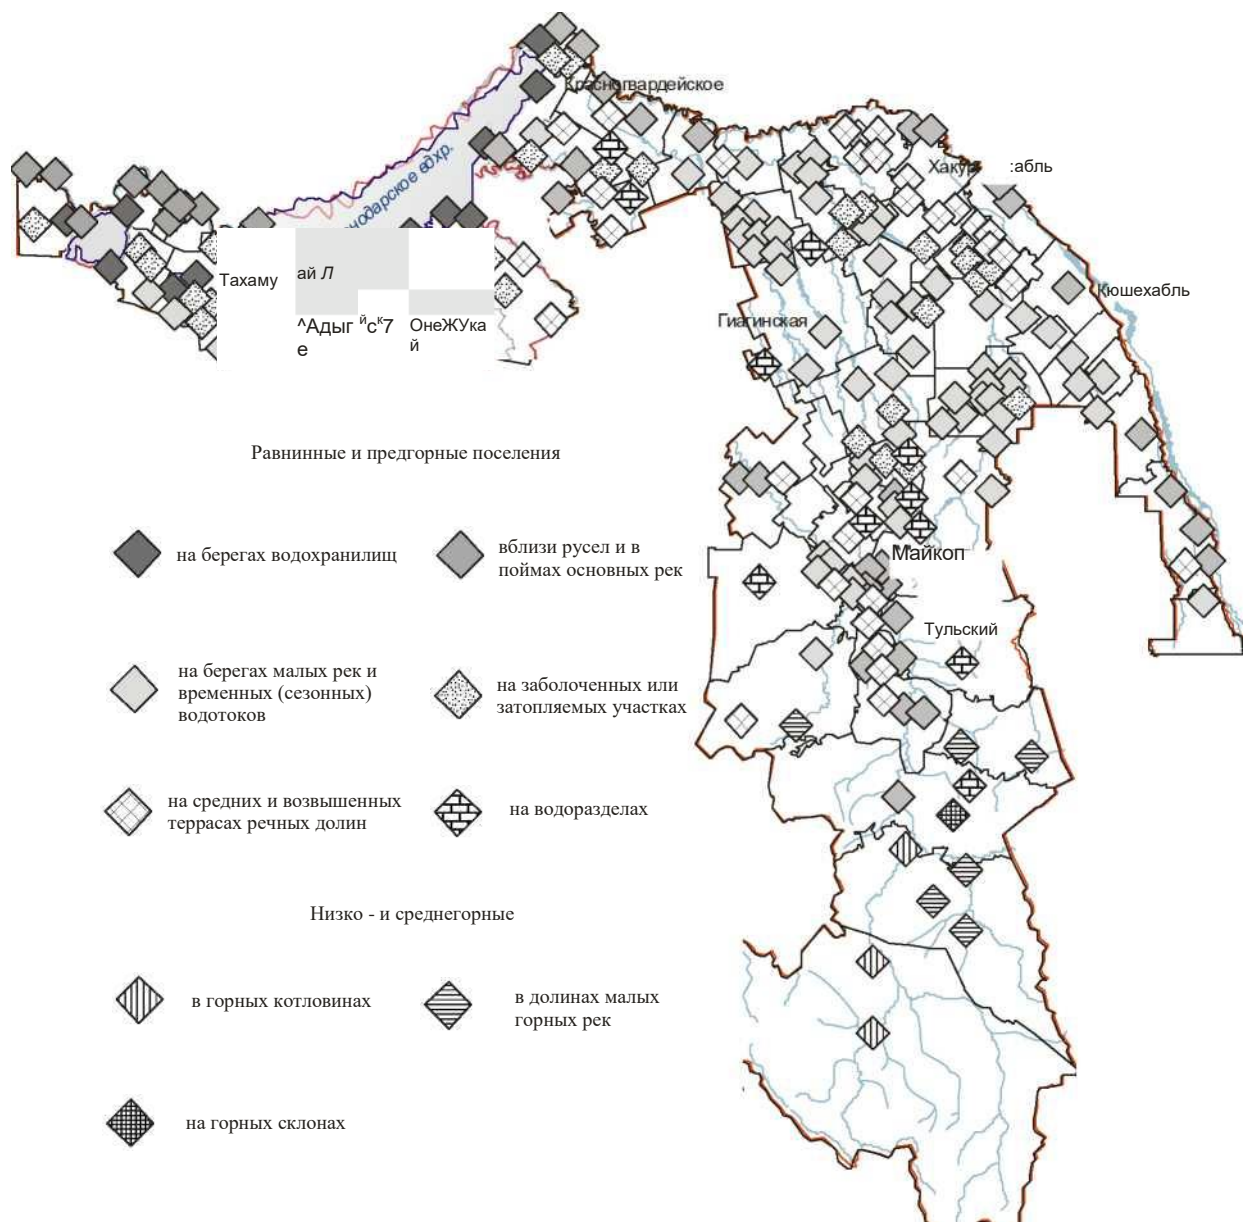 Красногвардейское
нодарское вдхр.
:абль
Тахаму
ай Л
Кюшехабль
^Адыг йск7
е
ОнеЖУка
й
Гиагинская
Равнинные и предгорные поселения
на берегах водохранилищ
вблизи русел и в
поймах основных рек
Майкоп
Тульский
на берегах малых рек и
временных (сезонных)
водотоков
на заболоченных или
затопляемых участках
на средних и возвышенных
террасах речных долин
на водоразделах
Низко - и среднегорные
в горных котловинах
в долинах малых
горных рек
на горных склонах